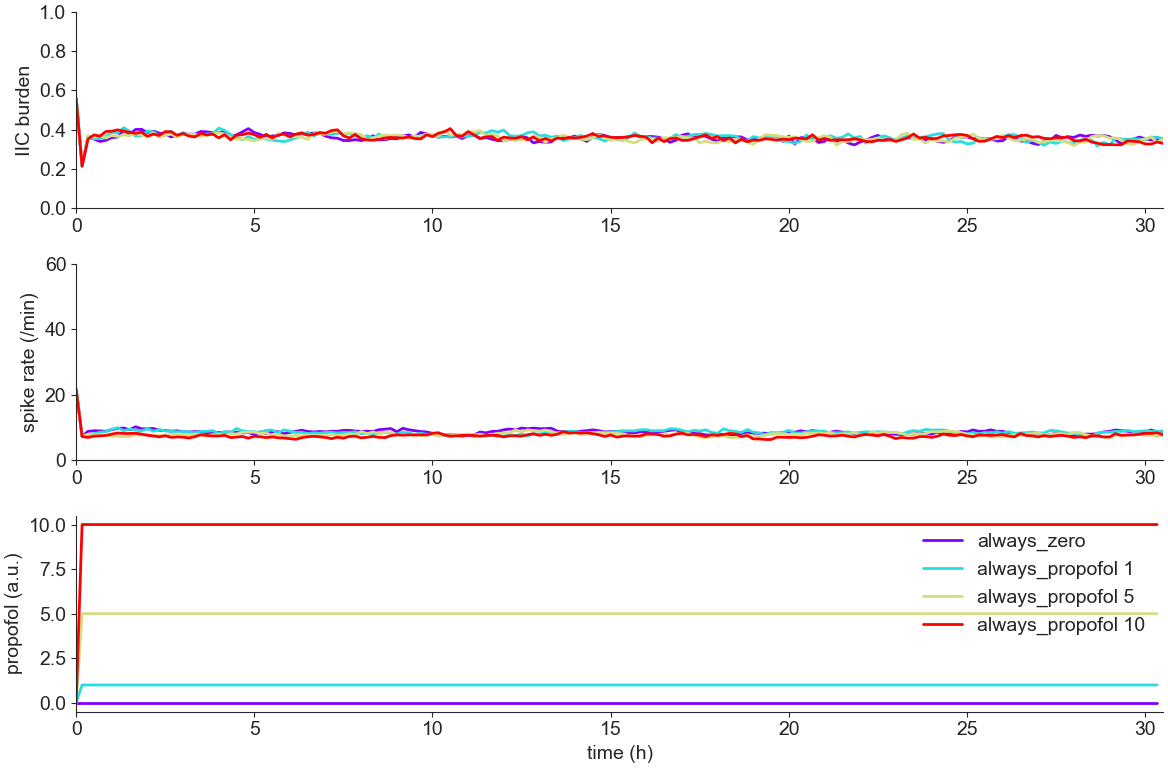 IIC burden
1.0
0.8
0.6
0.4
0.2
0.0
0 5 10 15 20 25 30
spike rate (/min)
60
40
20
0
0 5 10 15 20 25 30
propofol (a.u.)
10.0
7.5
5.0
2.5
0.0
always_zero
always_propofol 1
always_propofol 5
always_propofol 10
0 5 10 15 20 25 30
time (h)